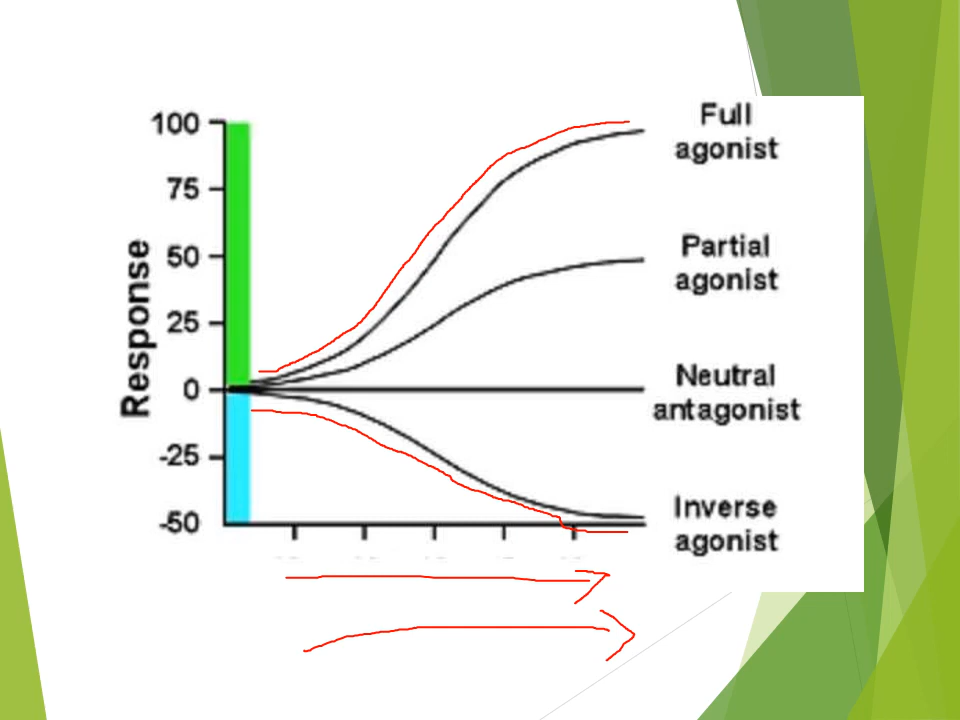 100
75
50
25
0
-25
-50
Response
Full
agonist
Partial
agonist
Neutral
antagonist
Inverse
agonist